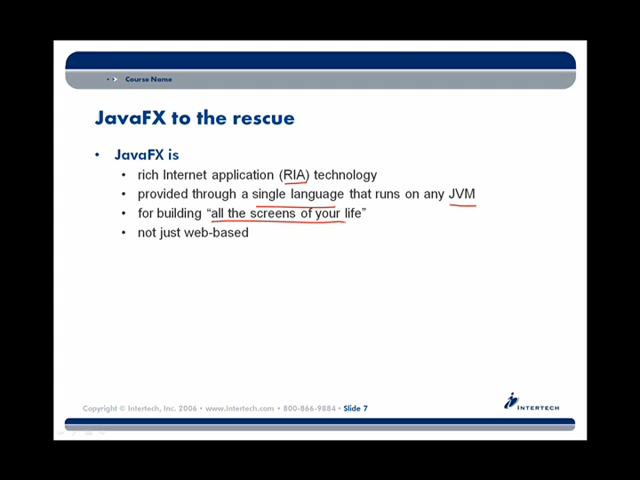 Course Name
JavaFX to the rescue
• JavaFX is
• rich Internet application (RIA) technology
• provided through a single language that runs on any JVM
• for building “all the screens of your life”
• not just web-based
Copyright © Intertech, Inc. 2006 • www.Intertech.com • 800-866-9884 • Slide 7
INTERTECH